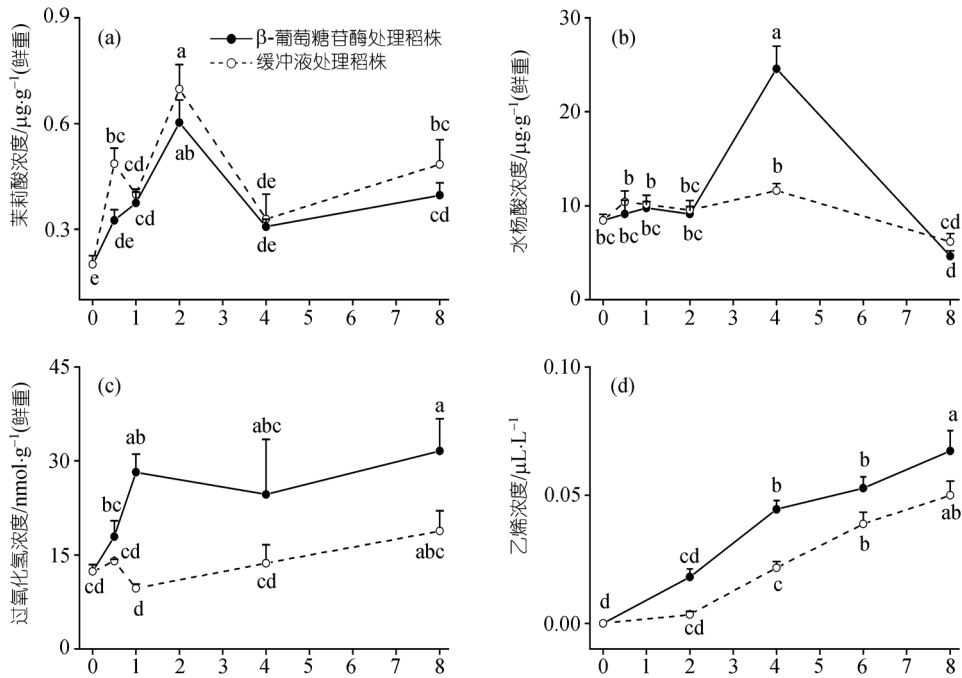 (a)
β-葡萄糖苷酶处理稻株
缓冲液处理稻株
茉莉酸浓度/μg·g⁻¹(鲜重)
0.9
0.6
0.3
e
bc
de
cd
cd
a
ab
de
de
bc
cd
0 1 2 3 4 5 6 7 8
(b)
水杨酸浓度/μg·g⁻¹(鲜重)
30
20
10
0
bc
b
bc
b
bc
bc
bc
a
b
cd
d
0 1 2 3 4 5 6 7 8
(c)
过氧化氢浓度/nmol·g⁻¹(鲜重)
45
30
15
0
cd
bc
cd
ab
d
abc
cd
a
abc
0 1 2 3 4 5 6 7 8
(d)
乙烯浓度/μL·L⁻¹
0.10
0.05
0.00
d
cd
cd
b
c
b
b
a
ab
0 1 2 3 4 5 6 7 8